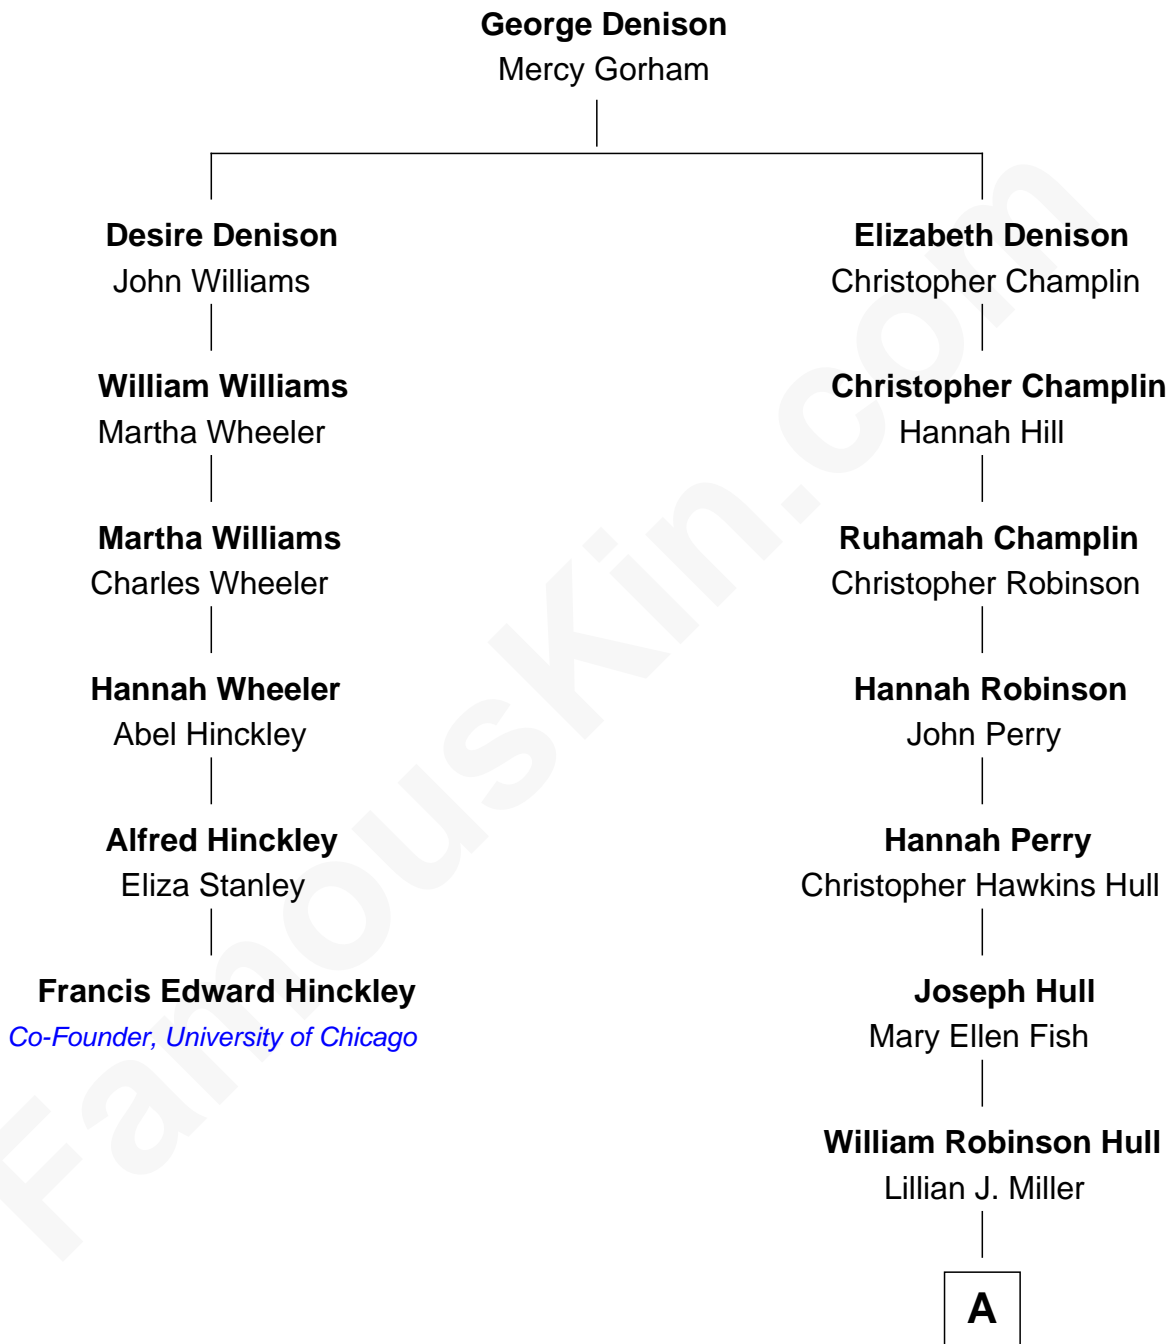 George Denison
Mercy Gorham
Desire Denison
John Williams
Elizabeth Denison
Christopher Champlin
William Williams
Martha Wheeler
Christopher Champlin
Hannah Hill
Martha Williams
Charles Wheeler
Ruhamah Champlin
Christopher Robinson
Hannah Wheeler
Abel Hinckley
Hannah Robinson
John Perry
Alfred Hinckley
Eliza Stanley
Hannah Perry
Christopher Hawkins Hull
Francis Edward Hinckley
Co-Founder, University of Chicago
Joseph Hull
Mary Ellen Fish
William Robinson Hull
Lillian J. Miller
A
FamousKin.com